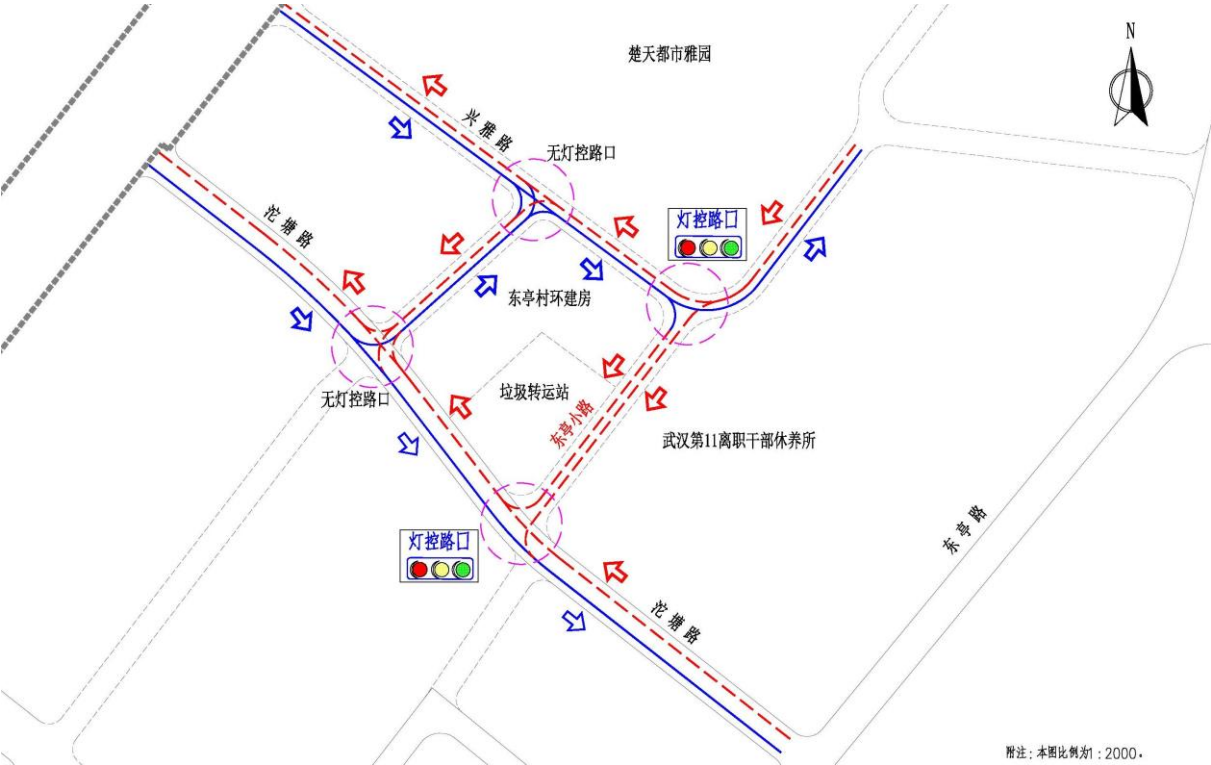 楚天都市雅园
N
兴雅路
无灯控路口
灯控路口
沱塘路
东亭村环建房
垃圾转运站
无灯控路口
东亭小路
武汉第11离职干部休养所
东亭路
灯控路口
沱塘路
附注：本图比例为1：2000.